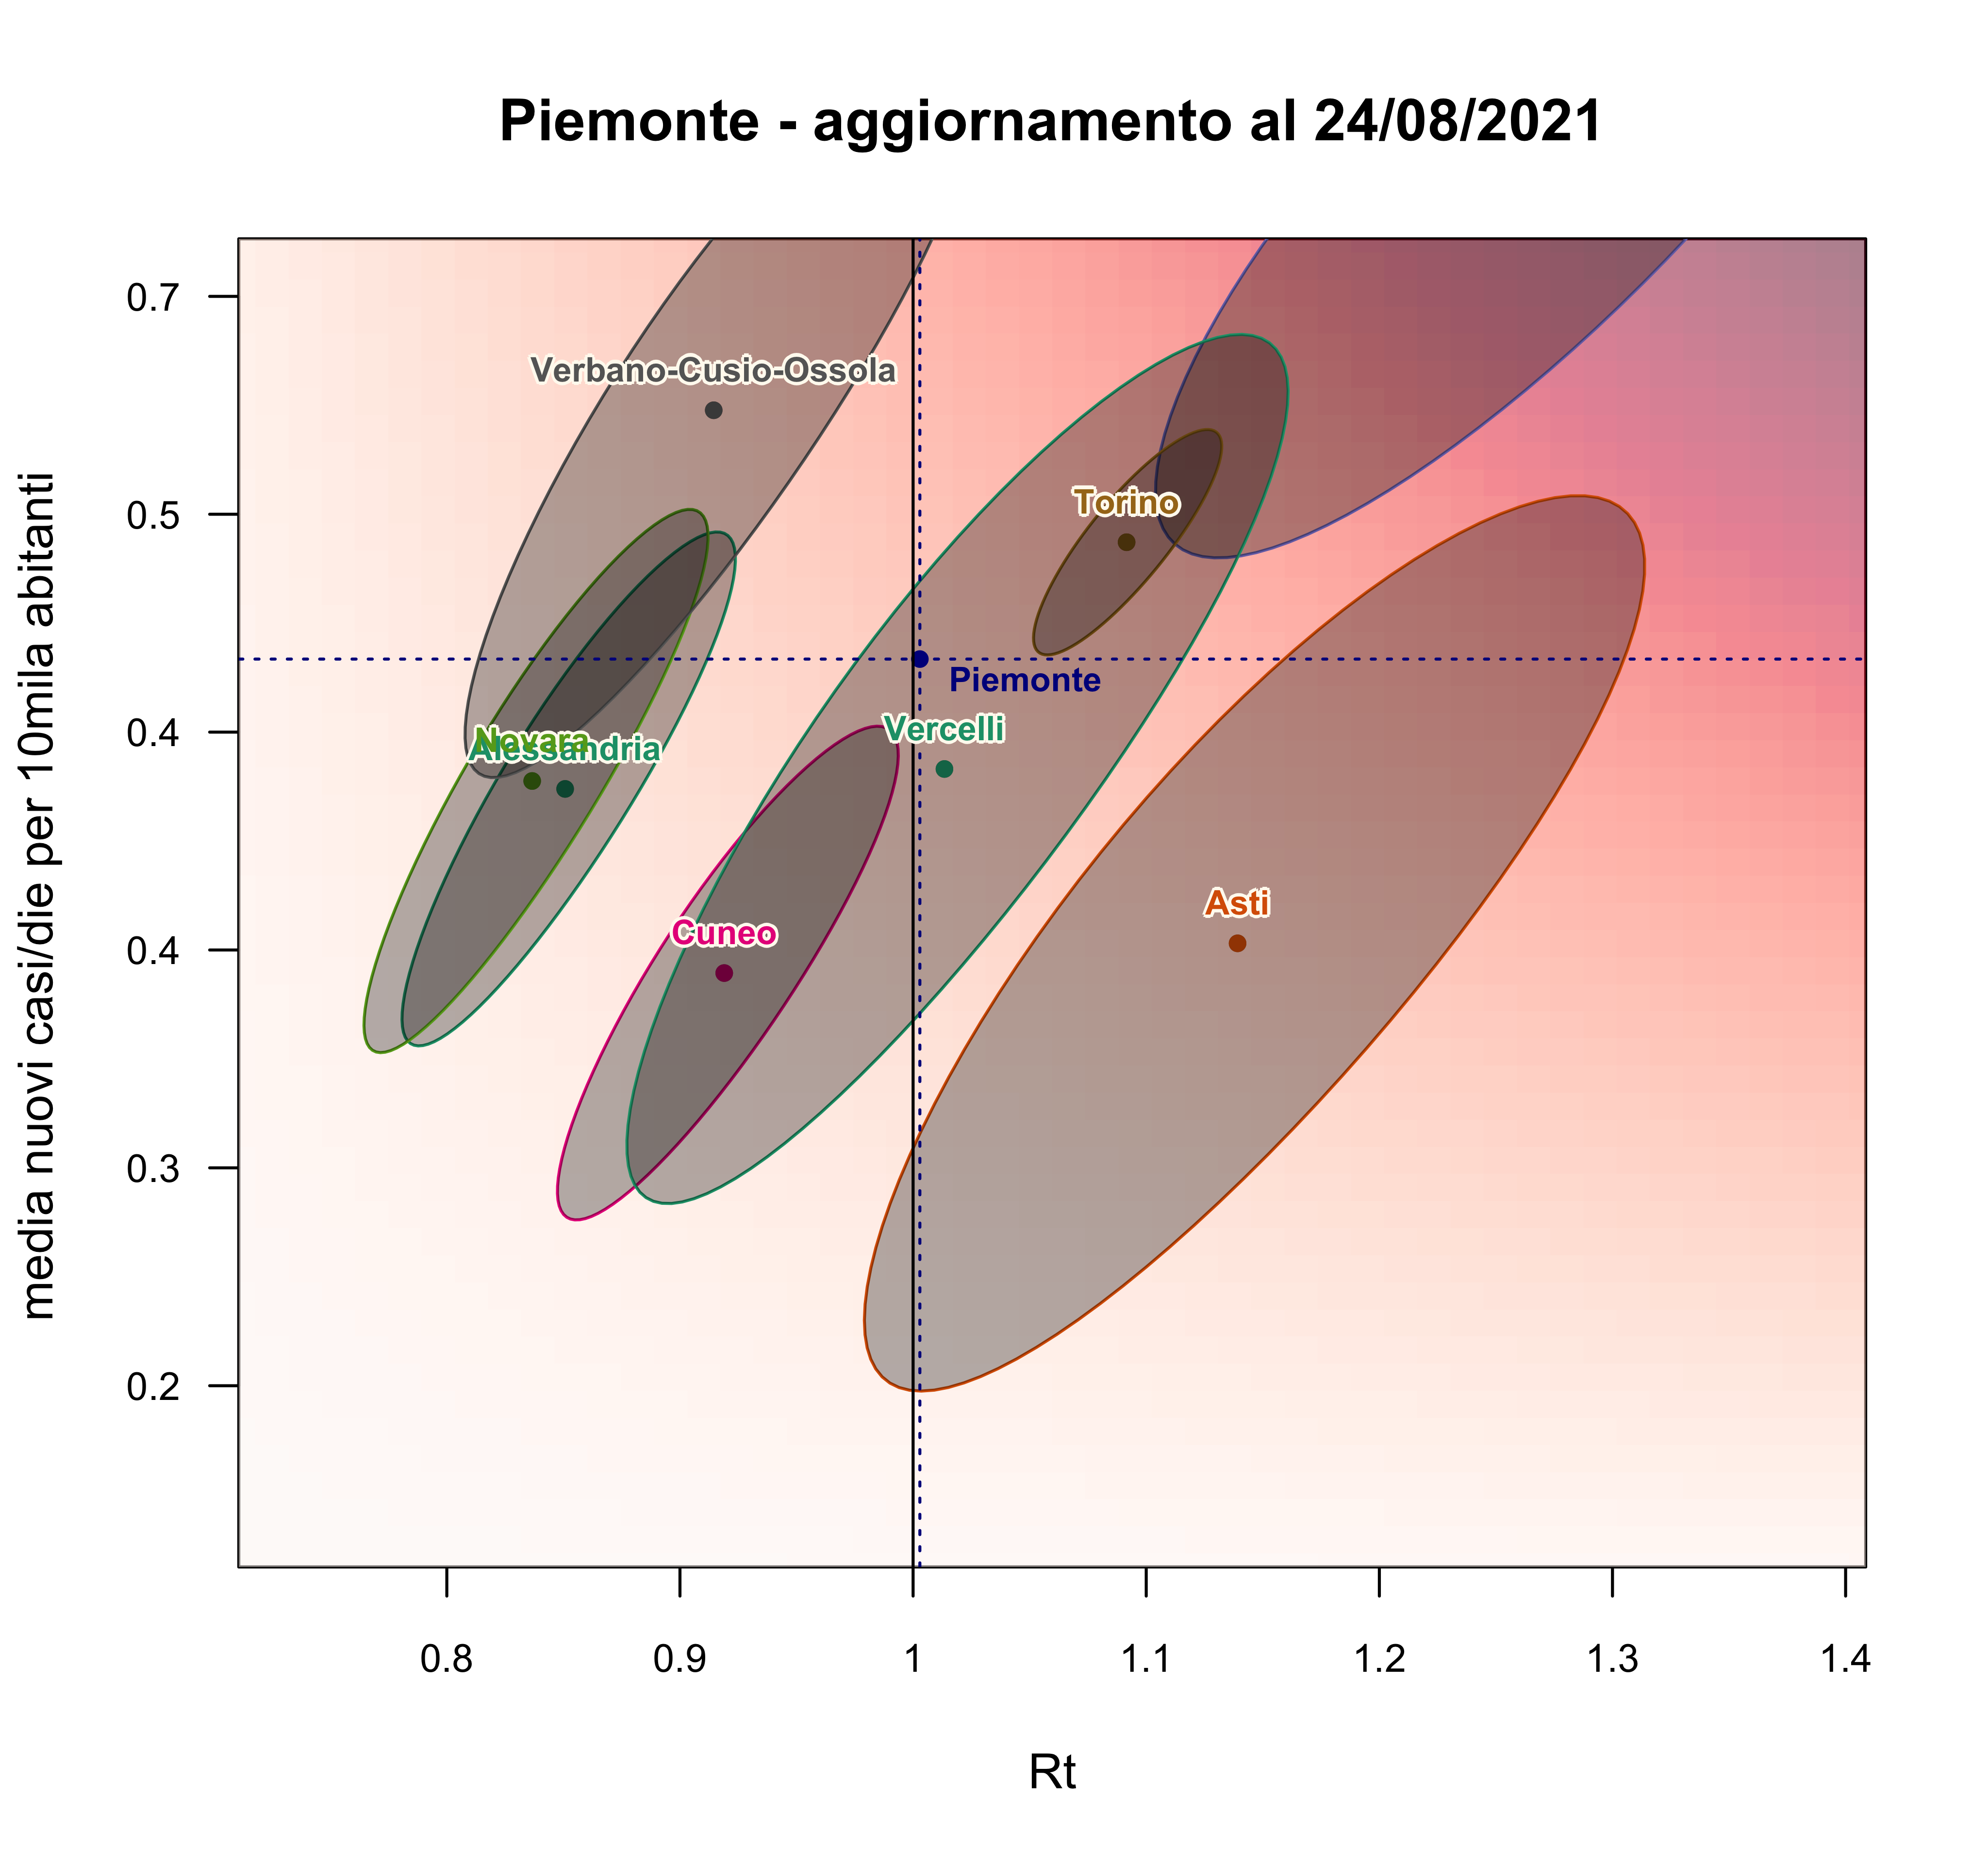 Piemonte - aggiornamento al 24/08/2021
media nuovi casi/die per 10mila abitanti
0.7
0.5
0.4
0.4
0.3
0.2
Verbano-Cusio-Ossola
Torino
Piemonte
Vercelli
Novara
Alessandria
Asti
Cuneo
0.8
0.9
1
1.1
1.2
1.3
1.4
Rt